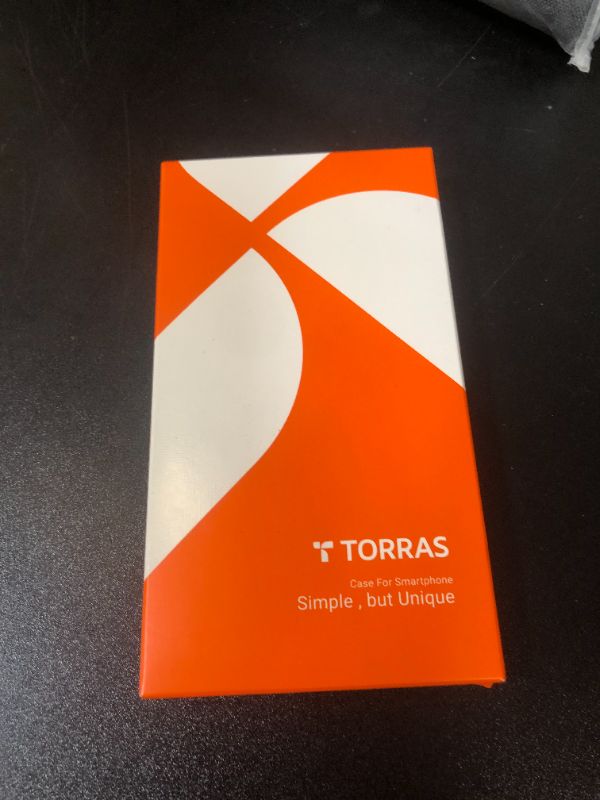 TORRAS
Case For Smartphone
Simple , but Unique